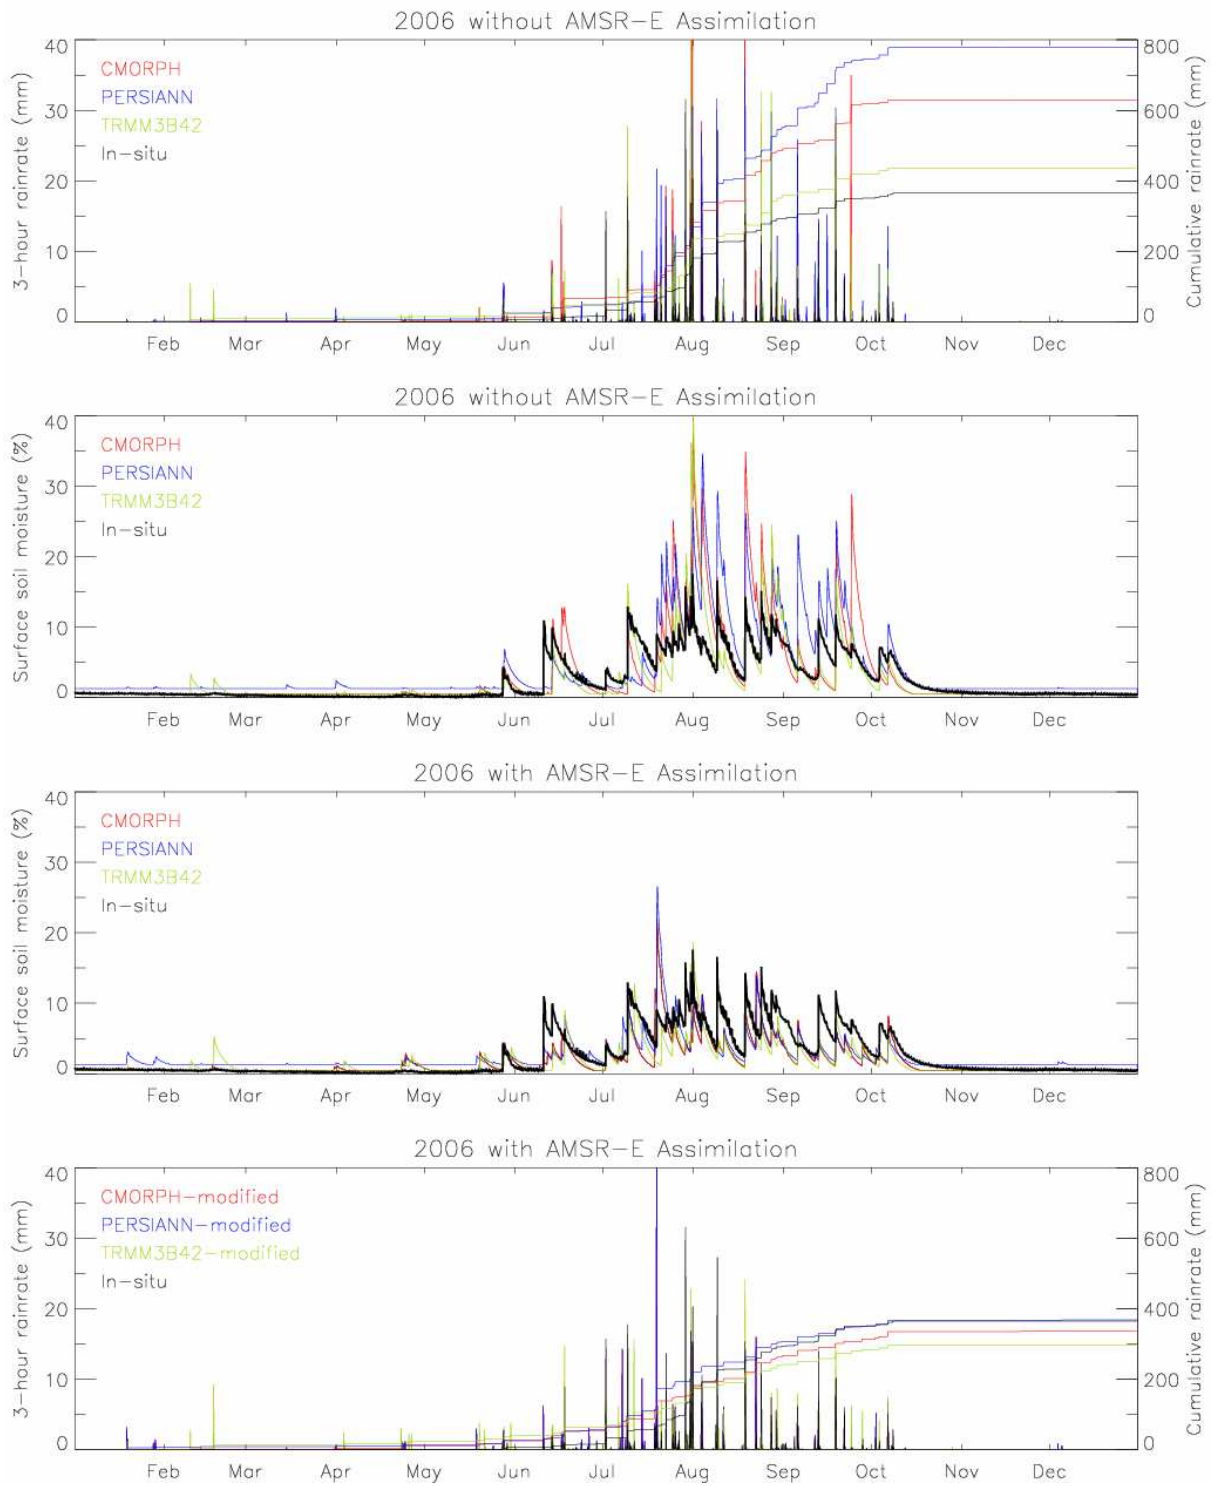 2006 without AMSR-E Assimilation
3-hour rainrate (mm)
40
30
20
10
0
CMORPH
PERSIANN
TRMM3B42
In-situ
800
600
400
200
0
Cumulative rainrate (mm)
Feb Mar Apr May Jun Jul Aug Sep Oct Nov Dec
2006 without AMSR-E Assimilation
Surface soil moisture (%)
40
30
20
10
0
CMORPH
PERSIANN
TRMM3B42
In-situ
Feb Mar Apr May Jun Jul Aug Sep Oct Nov Dec
2006 with AMSR-E Assimilation
Surface soil moisture (%)
40
30
20
10
0
CMORPH
PERSIANN
TRMM3B42
In-situ
Feb Mar Apr May Jun Jul Aug Sep Oct Nov Dec
2006 with AMSR-E Assimilation
3-hour rainrate (mm)
40
30
20
10
0
CMORPH-modified
PERSIANN-modified
TRMM3B42-modified
In-situ
800
600
400
200
0
Cumulative rainrate (mm)
Feb Mar Apr May Jun Jul Aug Sep Oct Nov Dec